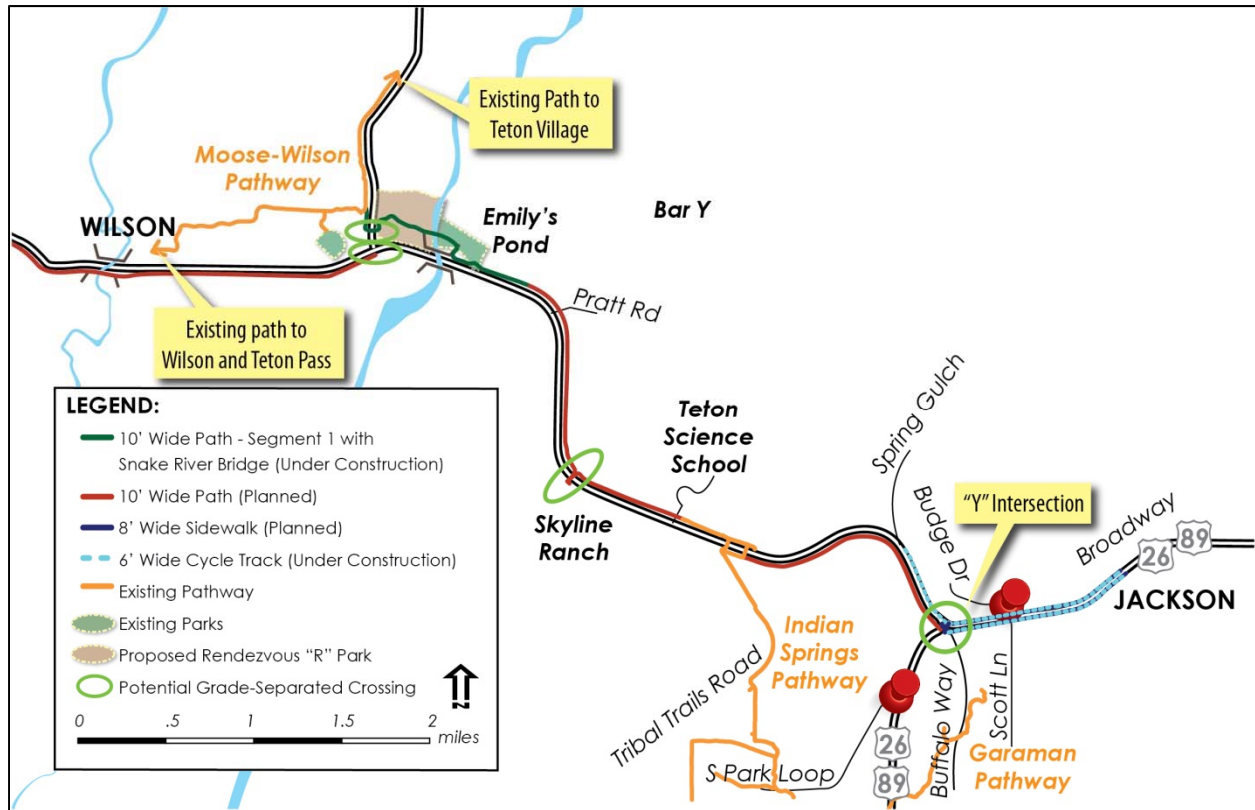 Existing Path to
Teton Village
Moose-Wilson
Pathway
WILSON
Emily's
Pond
Bar Y
Pratt Rd
Existing path to
Wilson and Teton Pass
LEGEND:
10' Wide Path - Segment 1 with
Snake River Bridge (Under Construction)
10' Wide Path (Planned)
8' Wide Sidewalk (Planned)
6' Wide Cycle Track (Under Construction)
Existing Pathway
Existing Parks
Proposed Rendezvous "R" Park
Potential Grade-Separated Crossing
N
0 .5 1 1.5 2
miles
Teton
Science
School
Skyline
Ranch
Spring Gulch
Budge Dr
"Y" Intersection
Broadway
26
89
JACKSON
Indian
Springs
Pathway
Tribal Trails Road
S Park Loop
26
89
Buffalo Way
Scott Ln
Garaman
Pathway